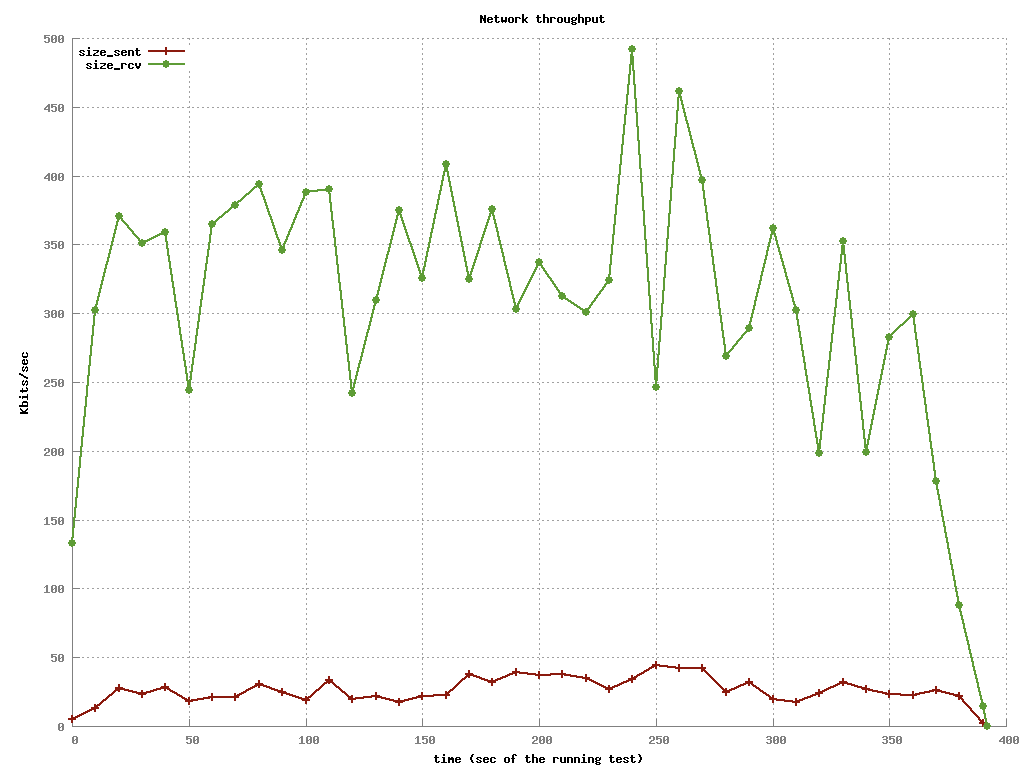 Network throughput
500
size_sent
size_rcv
450
400
350
300
250
Kbits/sec
200
150
100
50
0
0 50 100 150 200 250 300 350 400
time (sec of the running test)